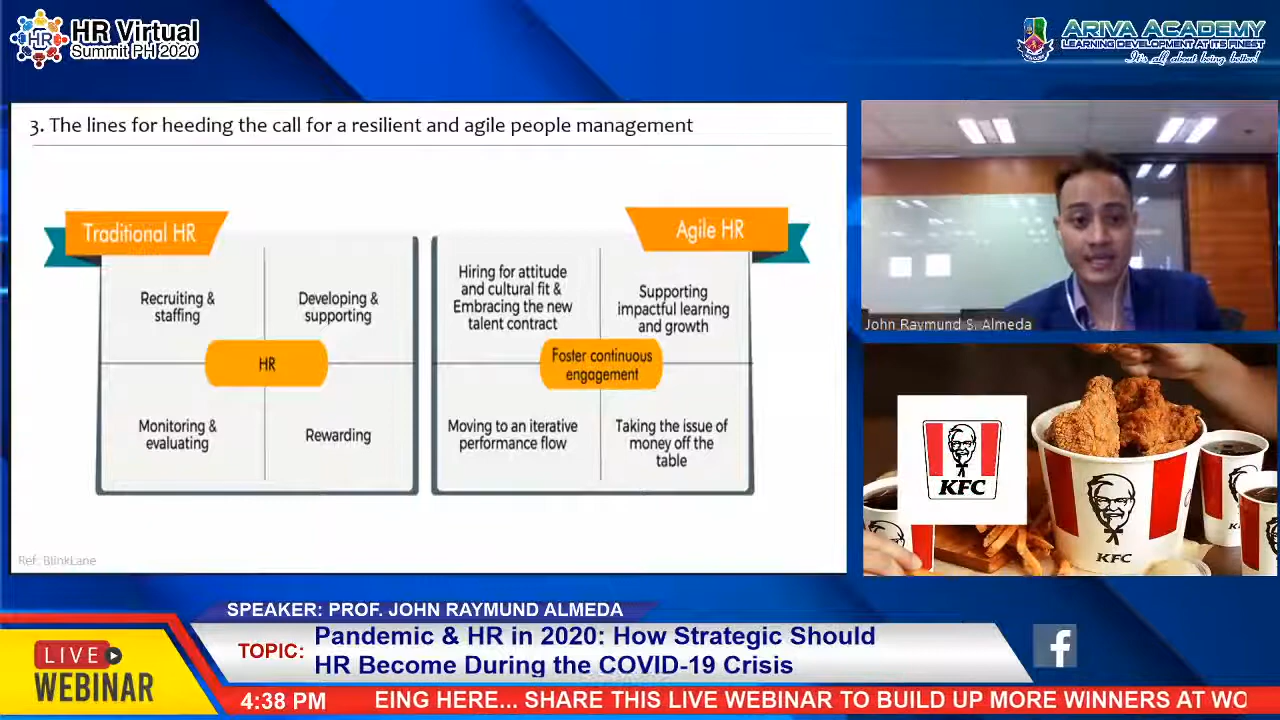 HR Virtual
Summit PH 2020
HR
ARIVA ACADEMY
LEARNING DEVELOPMENT AT ITS FINEST
It's all about being better!
3. The lines for heeding the call for a resilient and agile people management
Traditional HR
Recruiting &
staffing
Developing &
supporting
HR
Monitoring &
evaluating
Rewarding
Agile HR
Hiring for attitude
and cultural fit &
Embracing the new
talent contract
Supporting
impactful learning
and growth
Foster continuous
engagement
Moving to an iterative
performance flow
Taking the issue of
money off the
table
Ref: BlinkLane
John Raymund S. Almeda
KFC
KFC
SPEAKER: PROF. JOHN RAYMUND ALMEDA
TOPIC:
Pandemic & HR in 2020: How Strategic Should
HR Become During the COVID-19 Crisis
LIVE
WEBINAR
4:38 PM
EING HERE... SHARE THIS LIVE WEBINAR TO BUILD UP MORE WINNERS AT WO